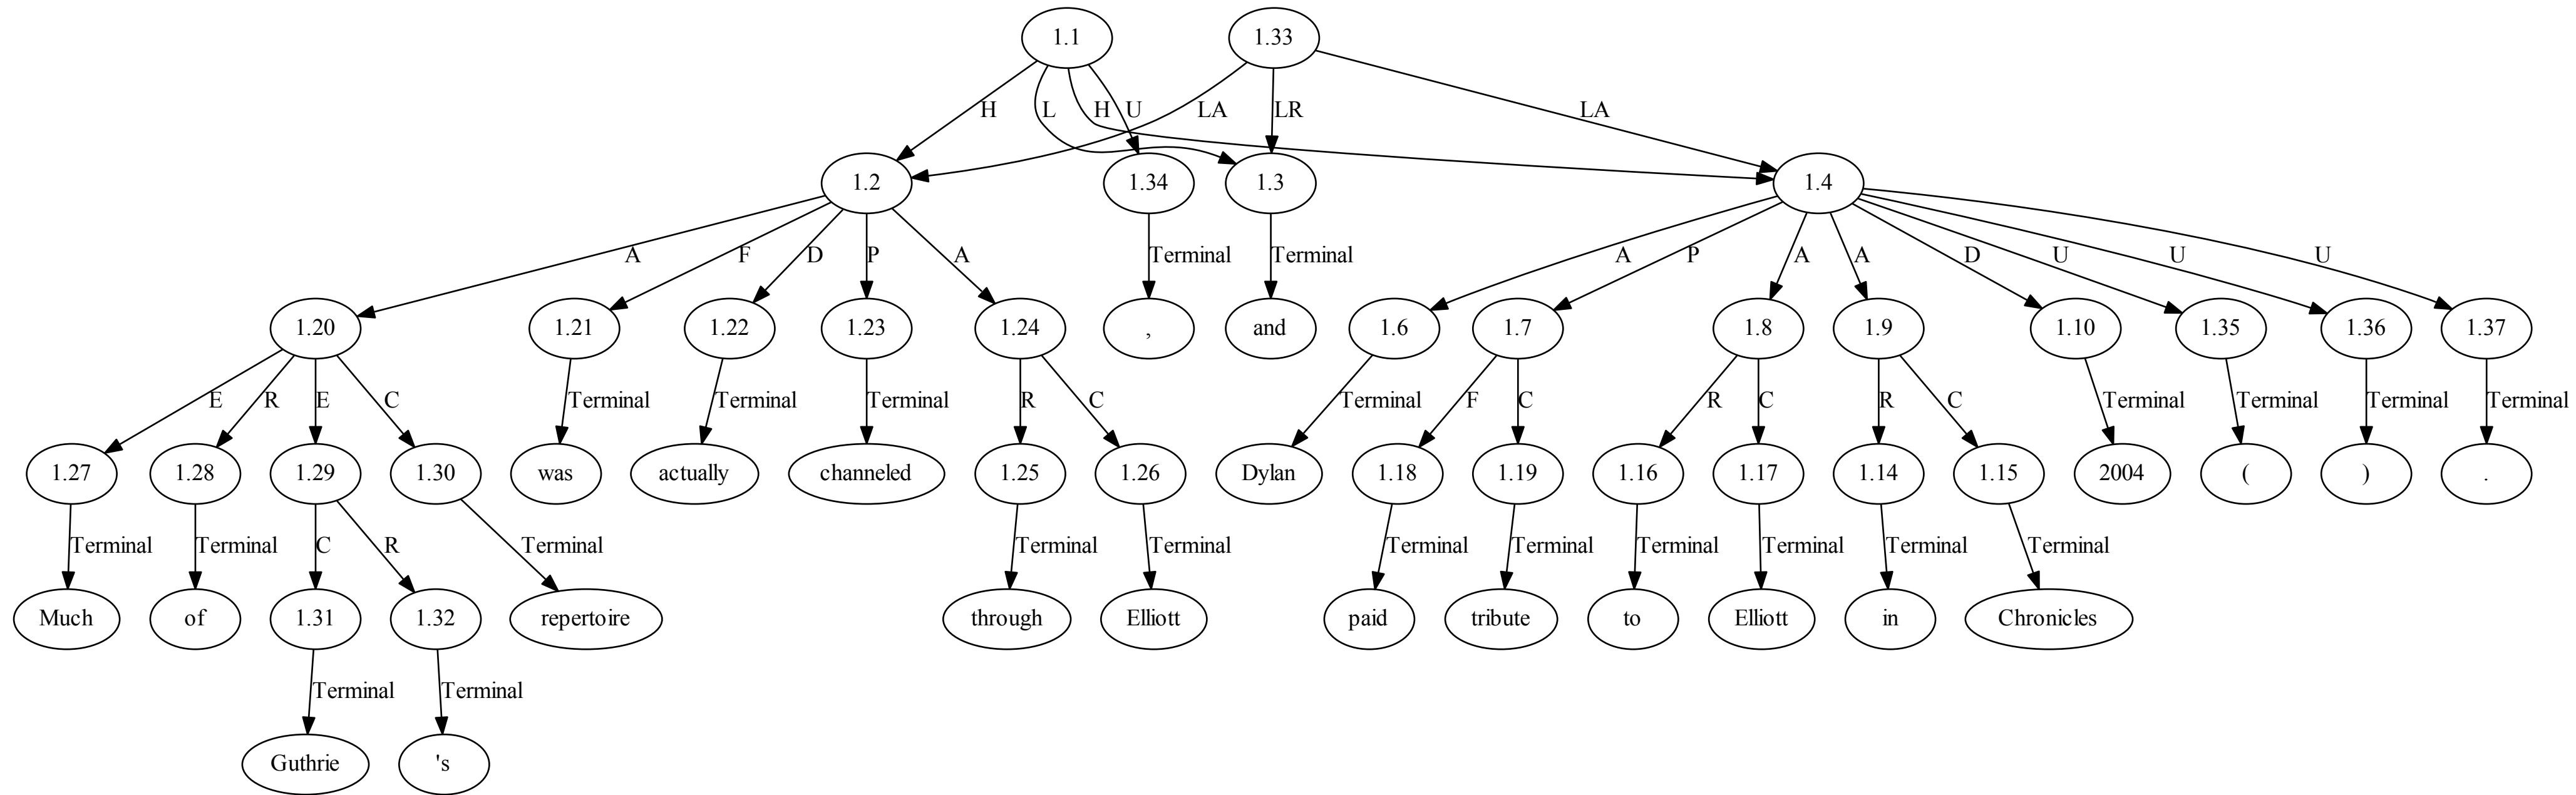 1.1 1.33
H L H U LA LR LA
1.2 1.34 1.3 1.4
A F D P A Terminal Terminal A P A A D U U U
1.20 1.21 1.22 1.23 1.24 , and 1.6 1.7 1.8 1.9 1.10 1.35 1.36 1.37
E R E C Terminal Terminal Terminal R C Terminal F C R C R C Terminal Terminal Terminal Terminal
1.27 1.28 1.29 1.30 was actually channeled 1.25 1.26 Dylan 1.18 1.19 1.16 1.17 1.14 1.15 2004 ( ) .
Terminal Terminal C R Terminal Terminal Terminal Terminal Terminal Terminal Terminal Terminal Terminal
Much of 1.31 1.32 repertoire through Elliott paid tribute to Elliott in Chronicles
Terminal Terminal
Guthrie 's